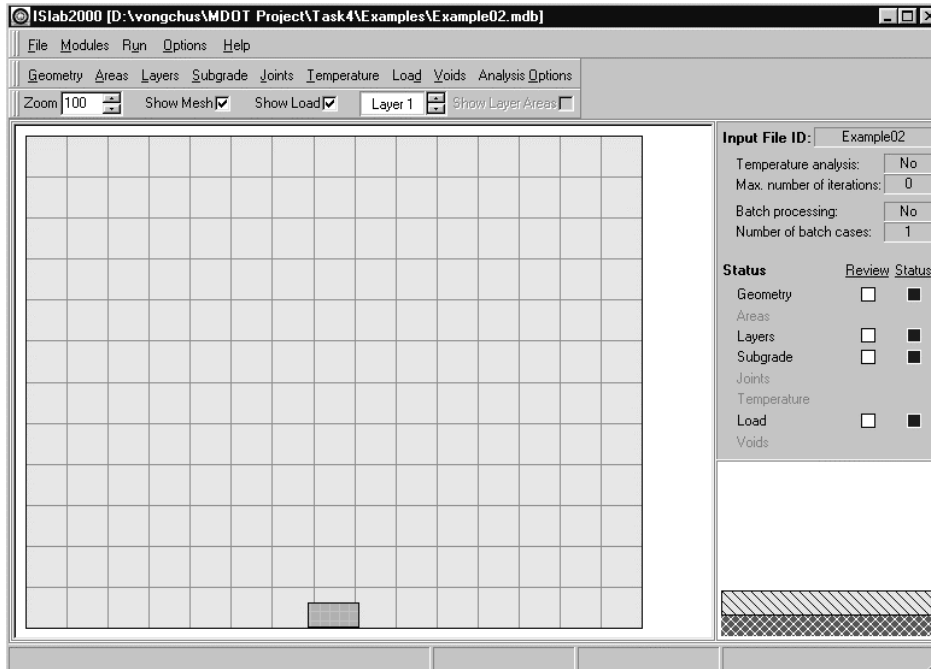 ISlab2000 [D:\vongchus\MDOT Project\Task4\Examples\Example02.mdb]
File Modules Run Options Help
Geometry Areas Layers Subgrade Joints Temperature Load Voids Analysis Options
Zoom 100 Show Mesh Show Load Layer 1 Show Layer Areas
Input File ID: Example02
Temperature analysis: No
Max. number of iterations: 0
Batch processing: No
Number of batch cases: 1
Status Review Status
Geometry
Areas
Layers
Subgrade
Joints
Temperature
Load
Voids